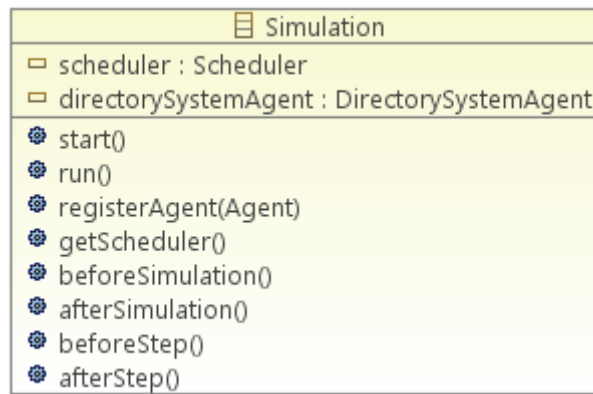 Simulation
scheduler : Scheduler
directorySystemAgent : DirectorySystemAgent
start()
run()
registerAgent(Agent)
getScheduler()
beforeSimulation()
afterSimulation()
beforeStep()
afterStep()